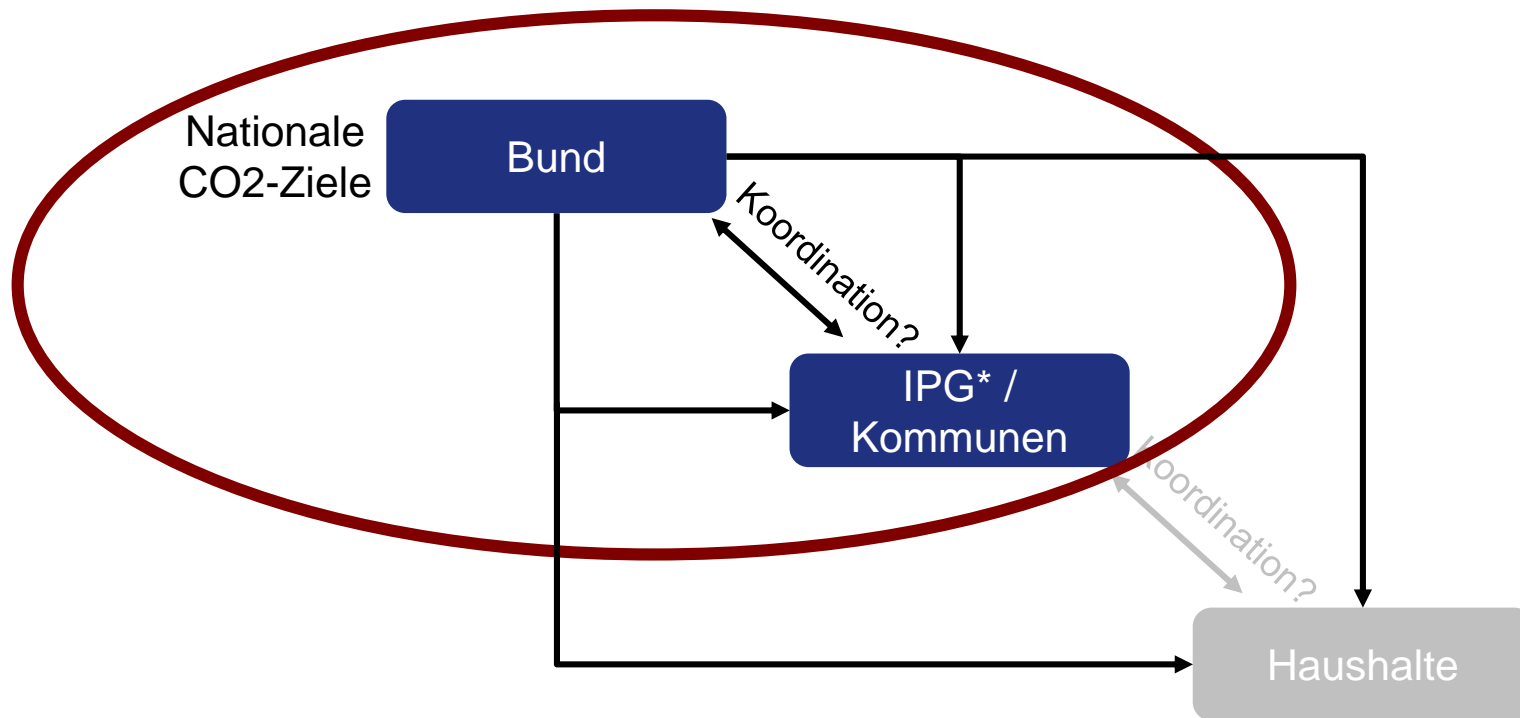 Nationale
CO2-Ziele
Bund
Koordination?
IPG* /
Kommunen
Koordination?
Haushalte